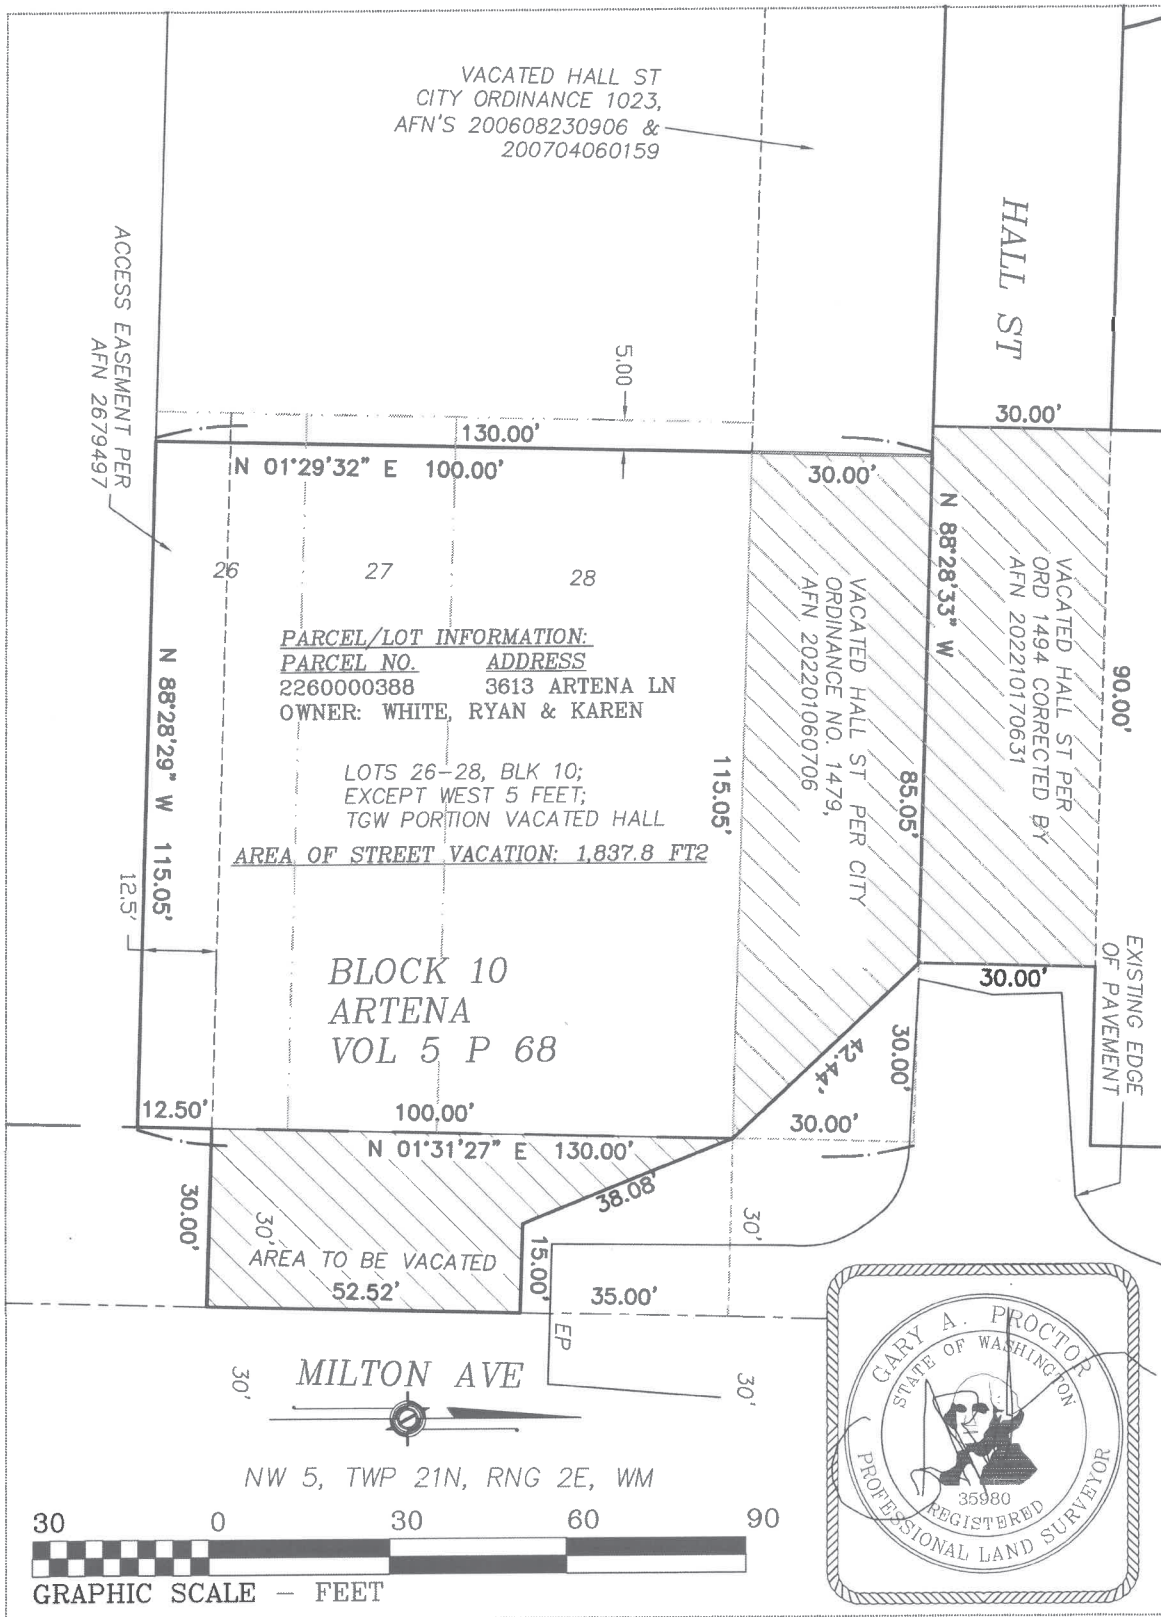 VACATED HALL ST
CITY ORDINANCE 1023,
AFN'S 200608230906 &
200704060159
HALL ST
ACCESS EASEMENT PER
AFN 2679497
5.00
30.00'
130.00'
N 01°29'32" E 100.00'
30.00'
N 88°28'33" W
85.05'
VACATED HALL ST PER
ORD 1494 CORRECTED BY
AFN 202210170631
90.00'
VACATED HALL ST PER CITY
ORDINANCE NO. 1479,
AFN 202201060706
26
27
28
PARCEL/LOT INFORMATION:
PARCEL NO. ADDRESS
2260000388 3613 ARTENA LN
OWNER: WHITE, RYAN & KAREN
N 88°28'29" W 115.05'
115.05'
LOTS 26-28, BLK 10;
EXCEPT WEST 5 FEET;
TGW PORTION VACATED HALL
AREA OF STREET VACATION: 1,837.8 FT2
12.5'
BLOCK 10
ARTENA
VOL 5 P 68
30.00'
EXISTING EDGE
OF PAVEMENT
42.44'
30.00'
12.50'
100.00'
30.00'
N 01°31'27" E 130.00'
38.08'
30.00'
30'
30'
AREA TO BE VACATED
52.52'
15.00'
35.00'
EP
30'
MILTON AVE
30'
NW 5, TWP 21N, RNG 2E, WM
30 0 30 60 90
GRAPHIC SCALE - FEET
GARY A. PROCTOR
STATE OF WASHINGTON
35980
REGISTERED
PROFESSIONAL LAND SURVEYOR